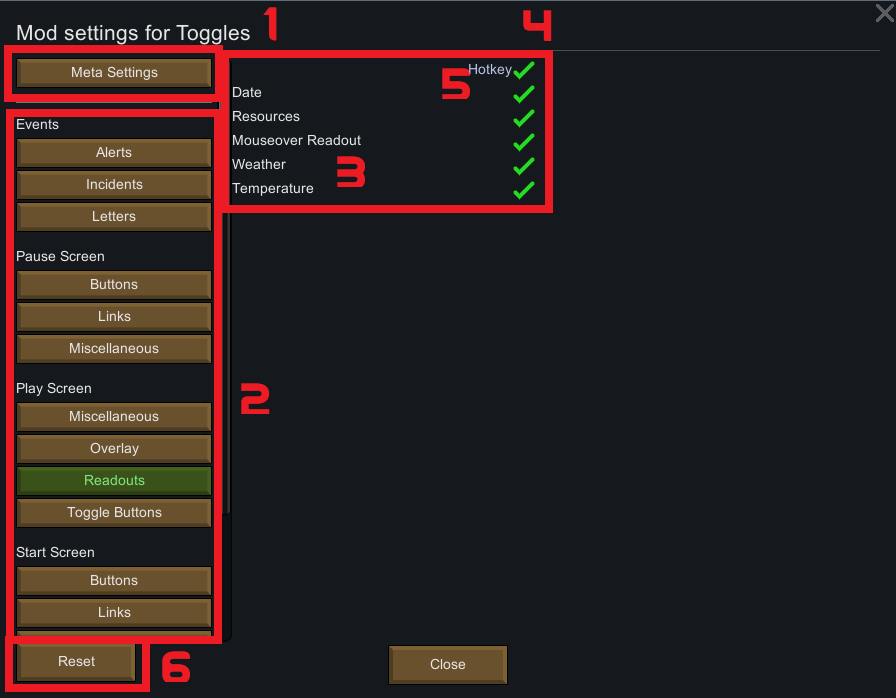 Mod settings for Toggles
1
4
Meta Settings
Hotkey
5
Date
Resources
Mouseover Readout
Weather
3
Temperature
Events
Alerts
Incidents
Letters
Pause Screen
Buttons
Links
Miscellaneous
Play Screen
2
Miscellaneous
Overlay
Readouts
Toggle Buttons
Start Screen
Buttons
Links
Reset
6
Close